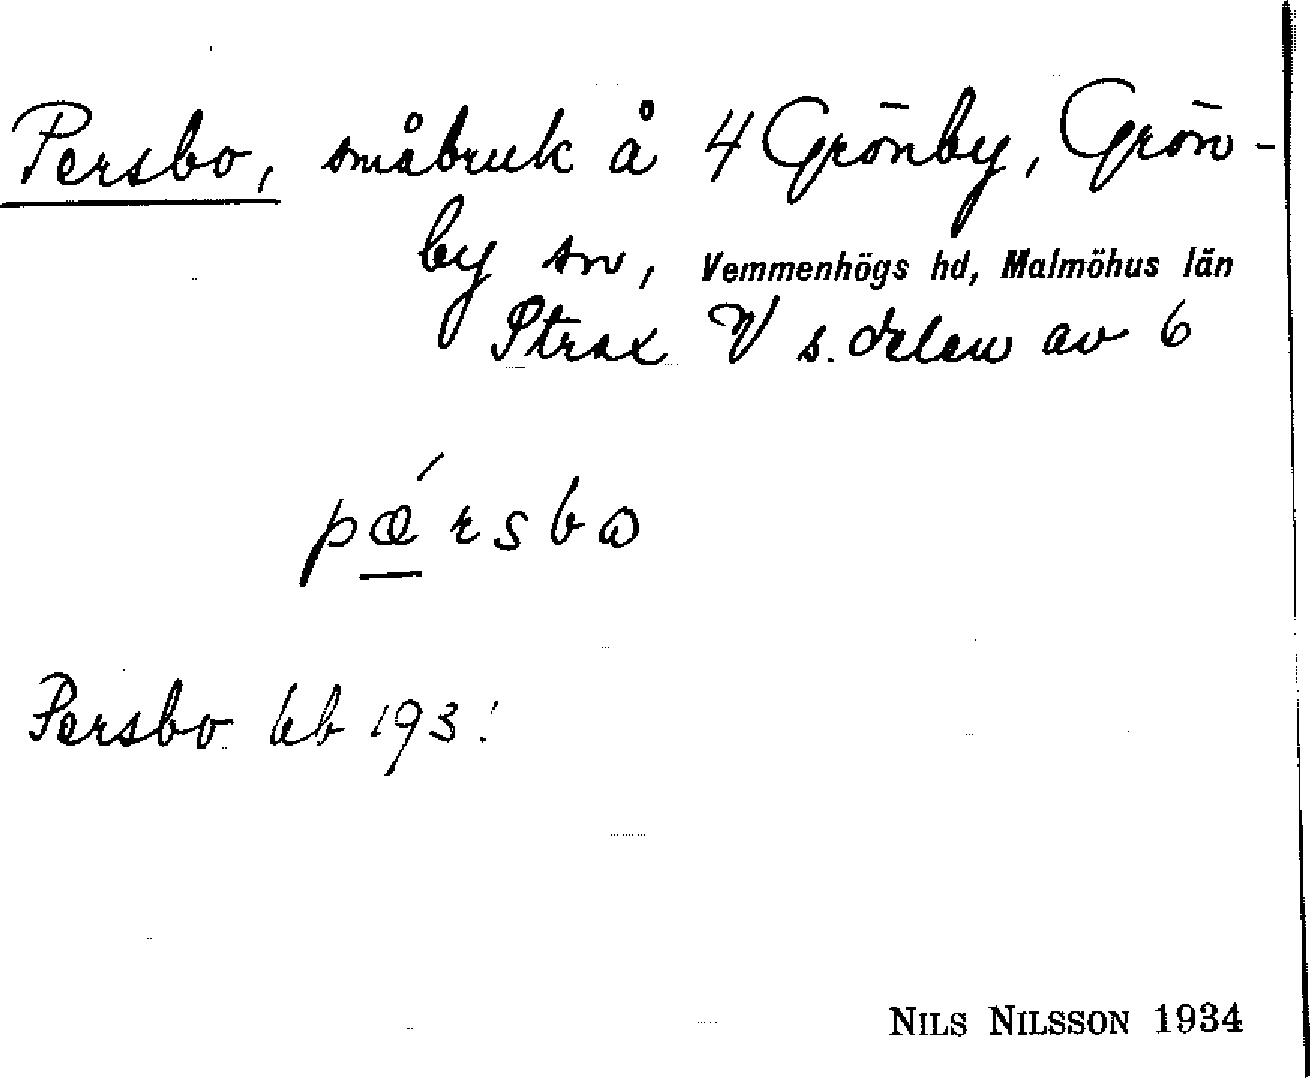 Persbo, småbruk å 4 Grönby, Grön-
by sn, Vemmenhögs hd, Malmöhus län
Strax V s. delen av 6
pǽrsbo
Persbo kb 193
NILS NILSSON 1934